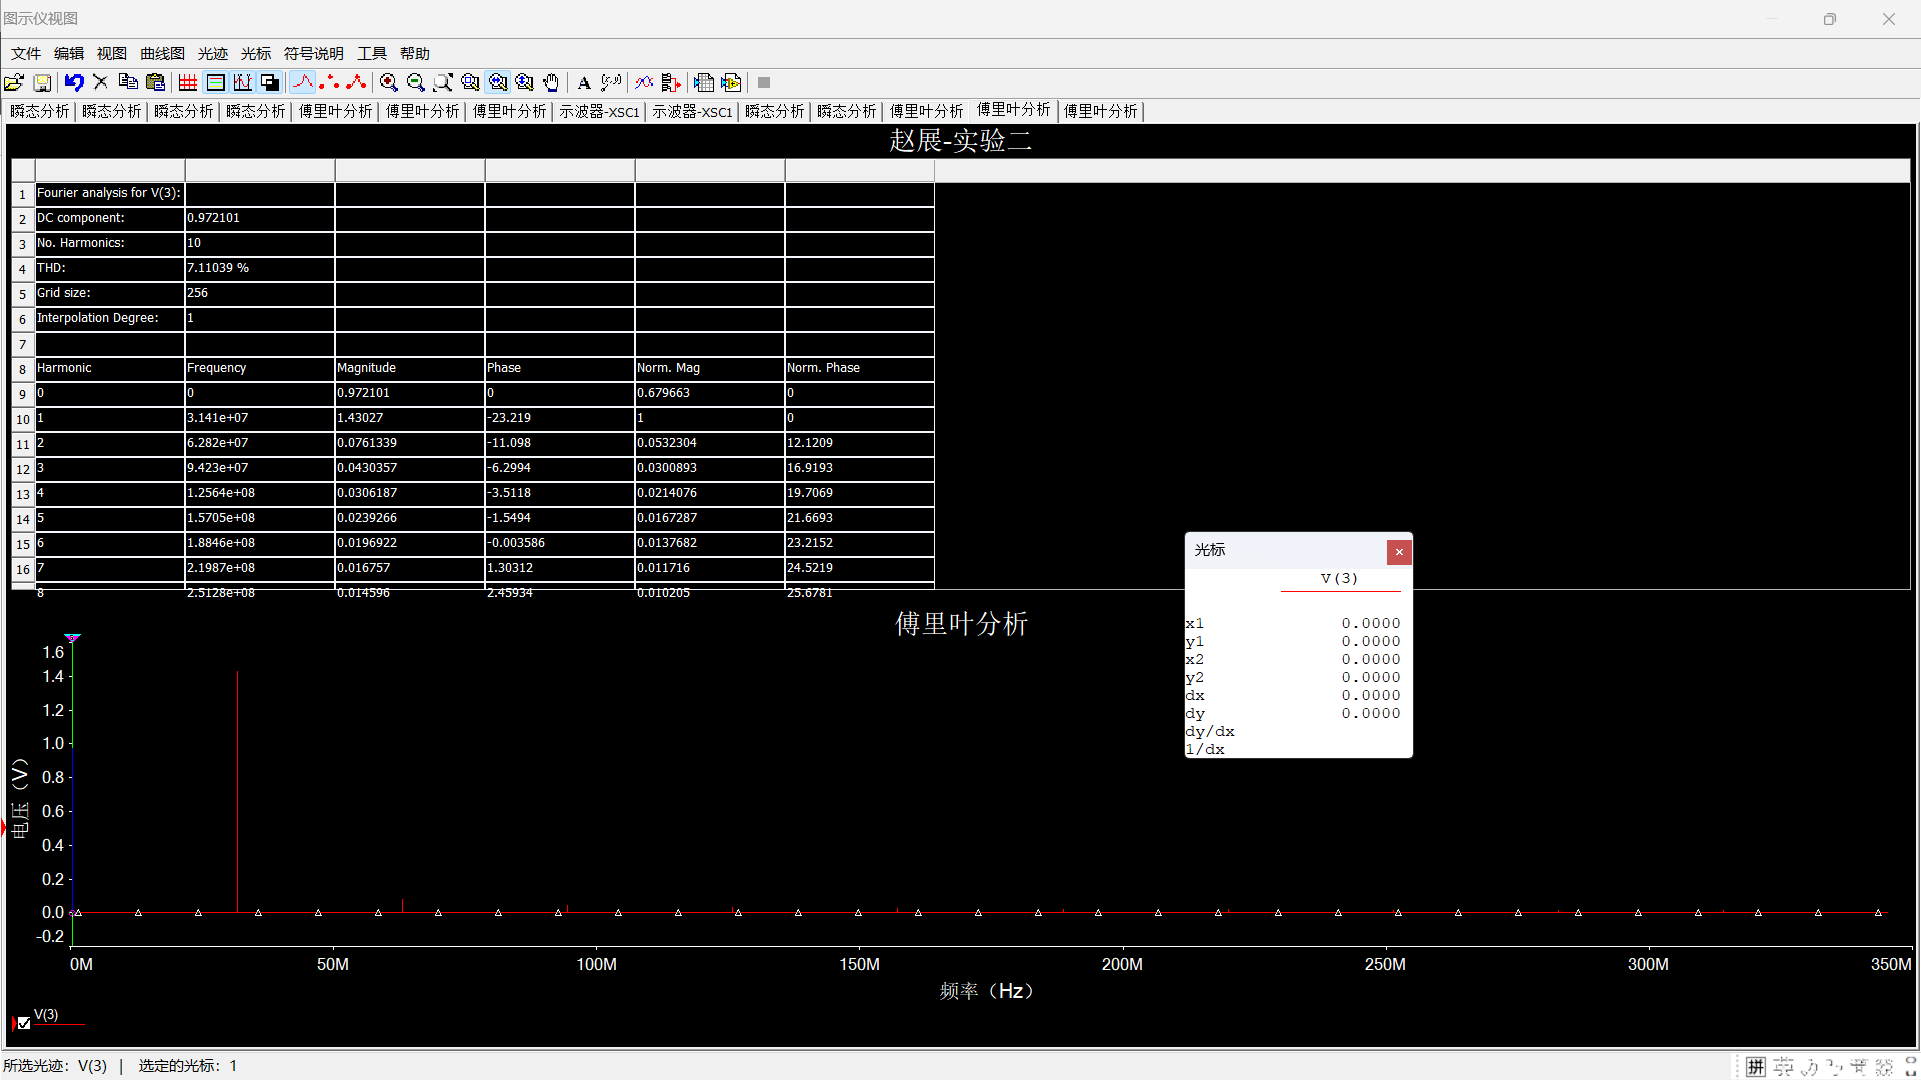 图示仪视图
文件 编辑 视图 曲线图 光迹 光标 符号说明 工具 帮助
瞬态分析 瞬态分析 瞬态分析 瞬态分析 傅里叶分析 傅里叶分析 傅里叶分析 示波器-XSC1 示波器-XSC1 瞬态分析 瞬态分析 傅里叶分析 傅里叶分析 傅里叶分析
赵展-实验二
1 Fourier analysis for V(3):
2 DC component: 0.972101
3 No. Harmonics: 10
4 THD: 7.11039 %
5 Grid size: 256
6 Interpolation Degree: 1
7
8 Harmonic Frequency Magnitude Phase Norm. Mag Norm. Phase
9 0 0 0.972101 0 0.679663 0
10 1 3.141e+07 1.43027 -23.219 1 0
11 2 6.282e+07 0.0761339 -11.098 0.0532304 12.1209
12 3 9.423e+07 0.0430357 -6.2994 0.0300893 16.9193
13 4 1.2564e+08 0.0306187 -3.5118 0.0214076 19.7069
14 5 1.5705e+08 0.0239266 -1.5494 0.0167287 21.6693
15 6 1.8846e+08 0.0196922 -0.003586 0.0137682 23.2152
16 7 2.1987e+08 0.016757 1.30312 0.011716 24.5219
8 2.5128e+08 0.014596 2.45934 0.010205 25.6781
光标
V(3)
x1 0.0000
y1 0.0000
x2 0.0000
y2 0.0000
dx 0.0000
dy 0.0000
dy/dx
1/dx
傅里叶分析
电压（V）
1.6
1.4
1.2
1.0
0.8
0.6
0.4
0.2
0.0
-0.2
0M 50M 100M 150M 200M 250M 300M 350M
频率（Hz）
V(3)
所选光迹：V(3) | 选定的光标：1
拼 英